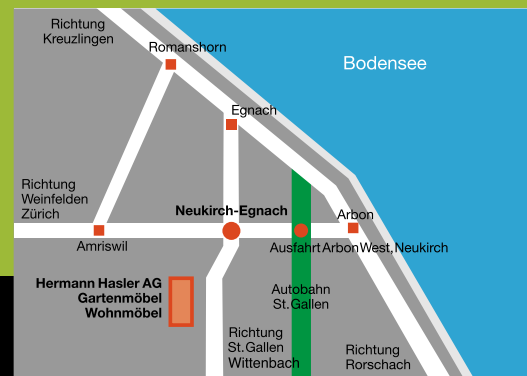 Richtung
Kreuzlingen
Romanshorn
Bodensee
Egnach
Richtung
Weinfelden
Zürich
Neukirch-Egnach
Arbon
Amriswil
Ausfahrt Arbon West, Neukirch
Hermann Hasler AG
Gartenmöbel
Wohnmöbel
Autobahn
St. Gallen
Richtung
St. Gallen
Wittenbach
Richtung
Rorschach